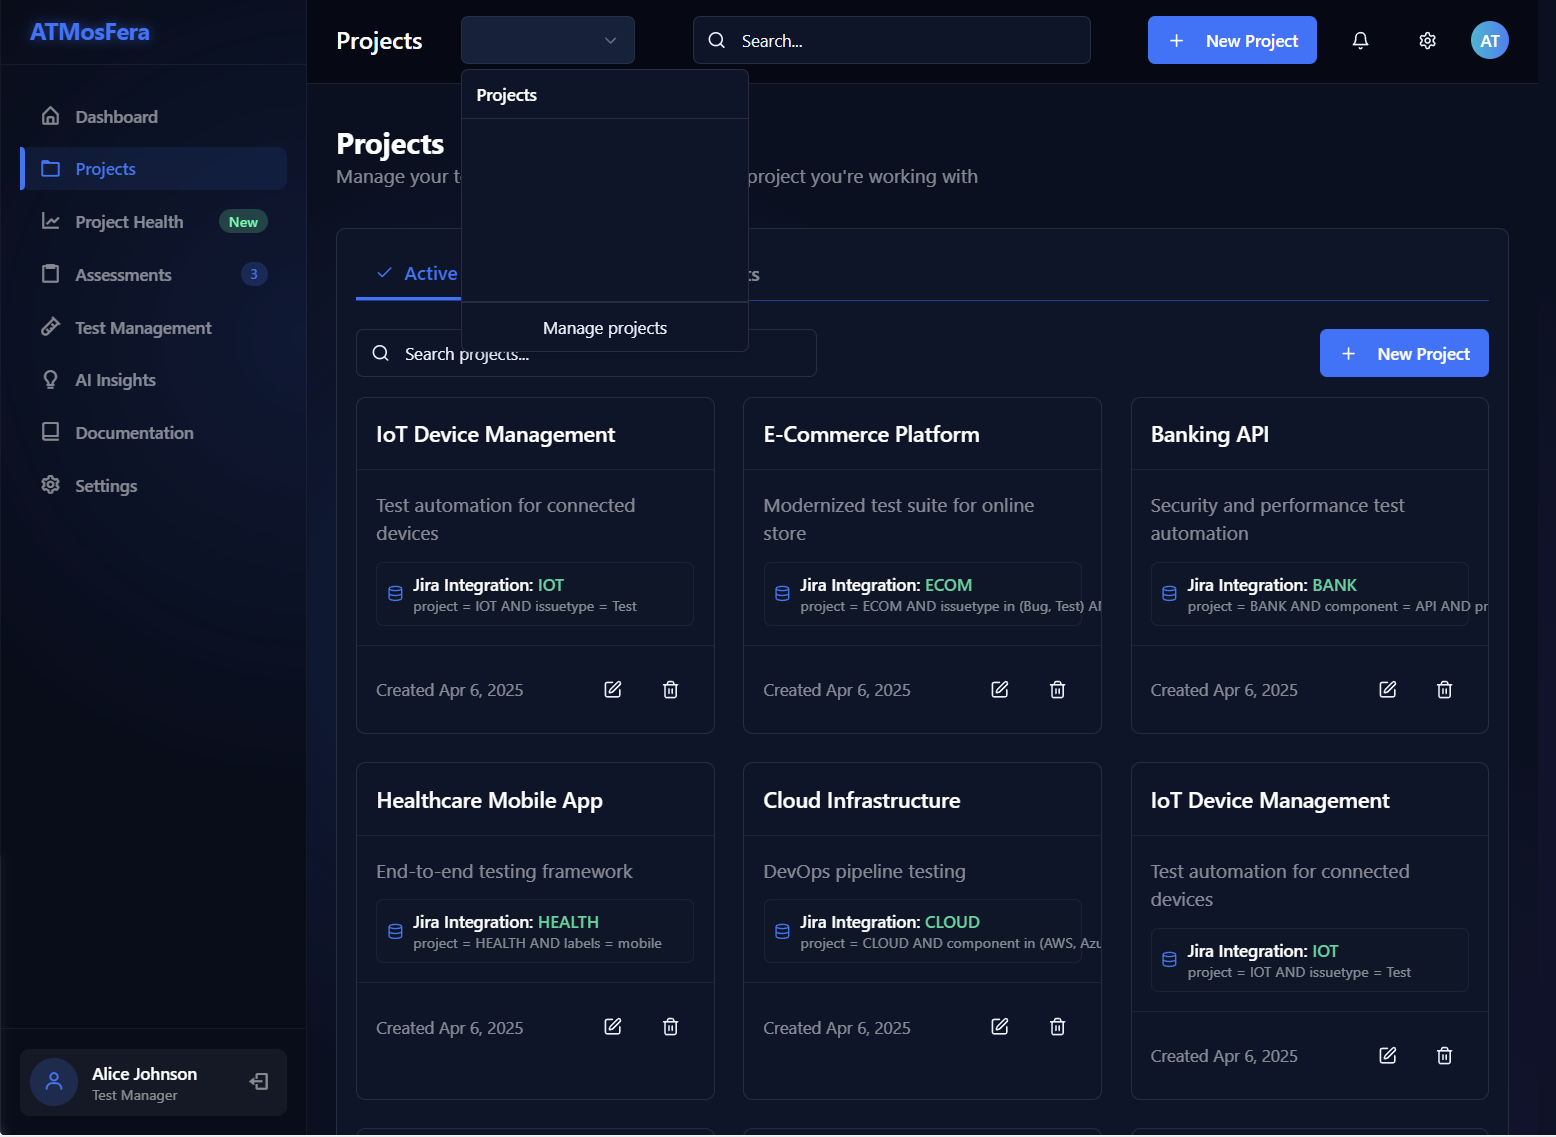 ATMosFera
Dashboard
Projects
Project Health
New
Assessments
3
Test Management
AI Insights
Documentation
Settings
Alice Johnson
Test Manager
Projects
Search...
New Project
AT
Projects
Manage projects
Projects
Manage your
project you're working with
Active
Search projects...
New Project
IoT Device Management
Test automation for connected
devices
Jira Integration: IOT
project = IOT AND issuetype = Test
Created Apr 6, 2025
E-Commerce Platform
Modernized test suite for online
store
Jira Integration: ECOM
project = ECOM AND issuetype in (Bug, Test)
Created Apr 6, 2025
Banking API
Security and performance test
automation
Jira Integration: BANK
project = BANK AND component = API AND pr
Created Apr 6, 2025
Healthcare Mobile App
End-to-end testing framework
Jira Integration: HEALTH
project = HEALTH AND labels = mobile
Created Apr 6, 2025
Cloud Infrastructure
DevOps pipeline testing
Jira Integration: CLOUD
project = CLOUD AND component in (AWS, Azu
Created Apr 6, 2025
IoT Device Management
Test automation for connected
devices
Jira Integration: IOT
project = IOT AND issuetype = Test
Created Apr 6, 2025